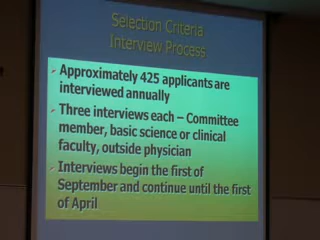 Selection Criteria
Interview Process
Approximately 425 applicants are
interviewed annually
Three interviews each – Committee
member, basic science or clinical
faculty, outside physician
Interviews begin the first of
September and continue until the first
of April